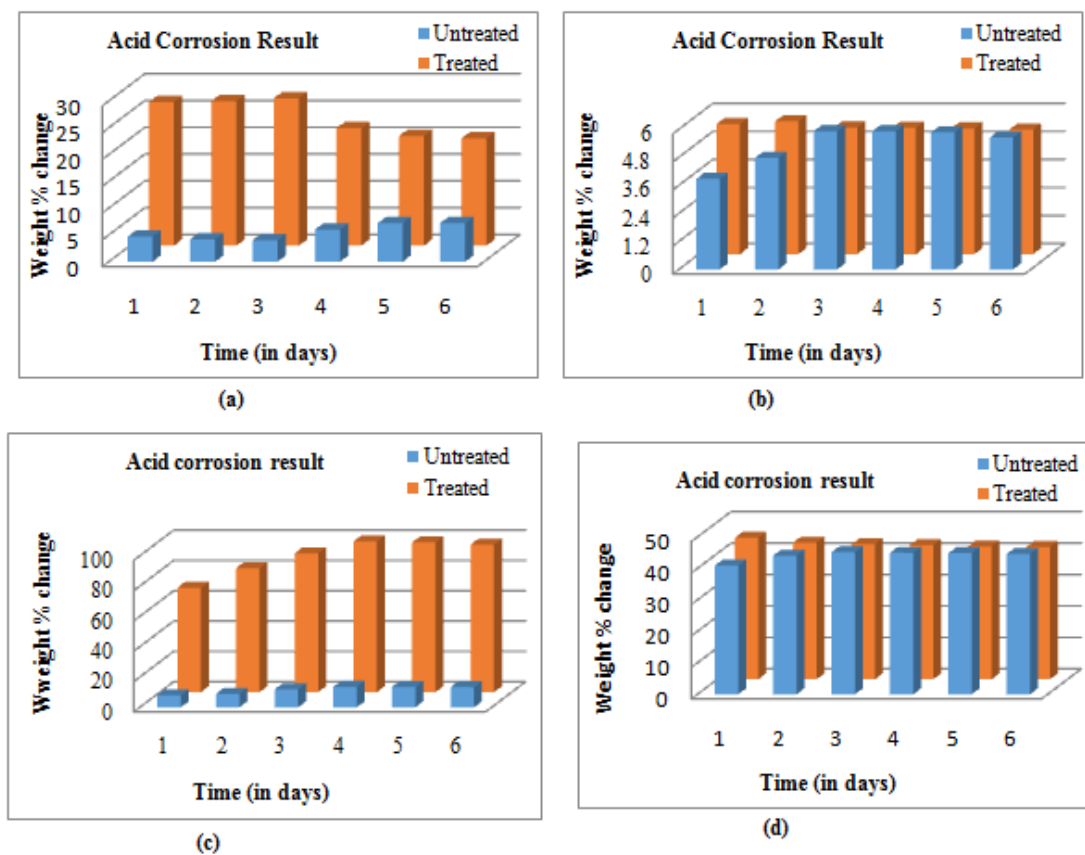 Acid Corrosion Result
Untreated
Treated
Weight % change
30
25
20
15
10
5
0
1 2 3 4 5 6
Time (in days)
(a)
Acid Corrosion Result
Untreated
Treated
Weight % change
6
4.8
3.6
2.4
1.2
0
1 2 3 4 5 6
Time (in days)
(b)
Acid corrosion result
Untreated
Treated
Wweight % change
100
80
60
40
20
0
1 2 3 4 5 6
Time (in days)
(c)
Acid corrosion result
Untreated
Treated
Weight % change
50
40
30
20
10
0
1 2 3 4 5 6
Time (in days)
(d)